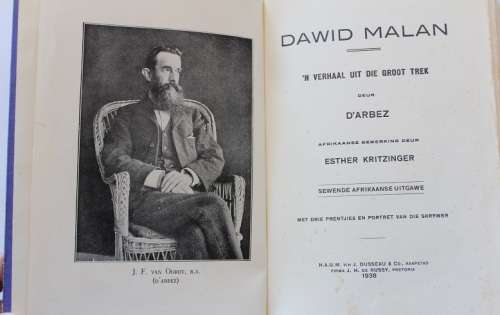 J. F. VAN OORDT, B.A.
(D'ARBEZ)
DAWID MALAN
'N VERHAAL UIT DIE GROOT TREK
DEUR
D'ARBEZ
AFRIKAANSE BEWERKING DEUR
ESTHER KRITZINGER
SEWENDE AFRIKAANSE UITGAWE
MET DRIE PRENTJIES EN PORTRET VAN DIE SKRYWER
H.A.U.M. V/H J. DUSSEAU & Co., KAAPSTAD
FIRMA J. H. DE BUSSY, PRETORIA
1938